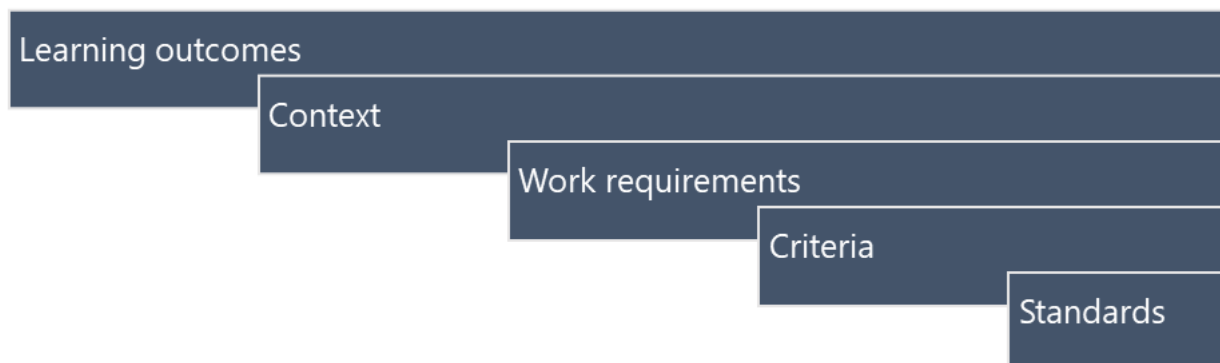 Learning outcomes
Context
Work requirements
Criteria
Standards